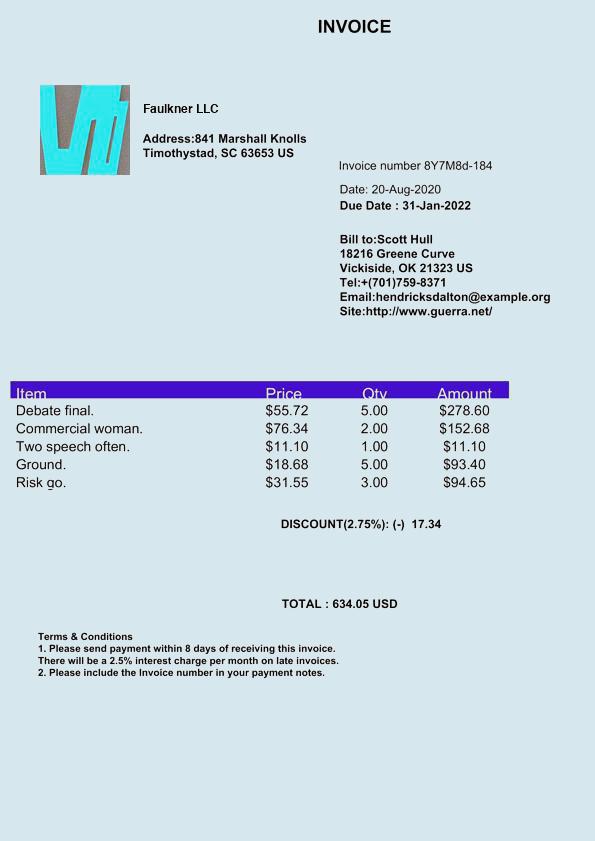 INVOICE
Faulkner LLC
Address:841 Marshall Knolls
Timothystad, SC 63653 US
Invoice number 8Y7M8d-184
Date: 20-Aug-2020
Due Date : 31-Jan-2022
Bill to:Scott Hull
18216 Greene Curve
Vickiside, OK 21323 US
Tel:+(701)759-8371
Email:hendricksdalton@example.org
Site:http://www.guerra.net/
Item Price Qty Amount
Debate final. $55.72 5.00 $278.60
Commercial woman. $76.34 2.00 $152.68
Two speech often. $11.10 1.00 $11.10
Ground. $18.68 5.00 $93.40
Risk go. $31.55 3.00 $94.65
DISCOUNT(2.75%): (-) 17.34
TOTAL : 634.05 USD
Terms & Conditions
1. Please send payment within 8 days of receiving this invoice.
There will be a 2.5% interest charge per month on late invoices.
2. Please include the Invoice number in your payment notes.